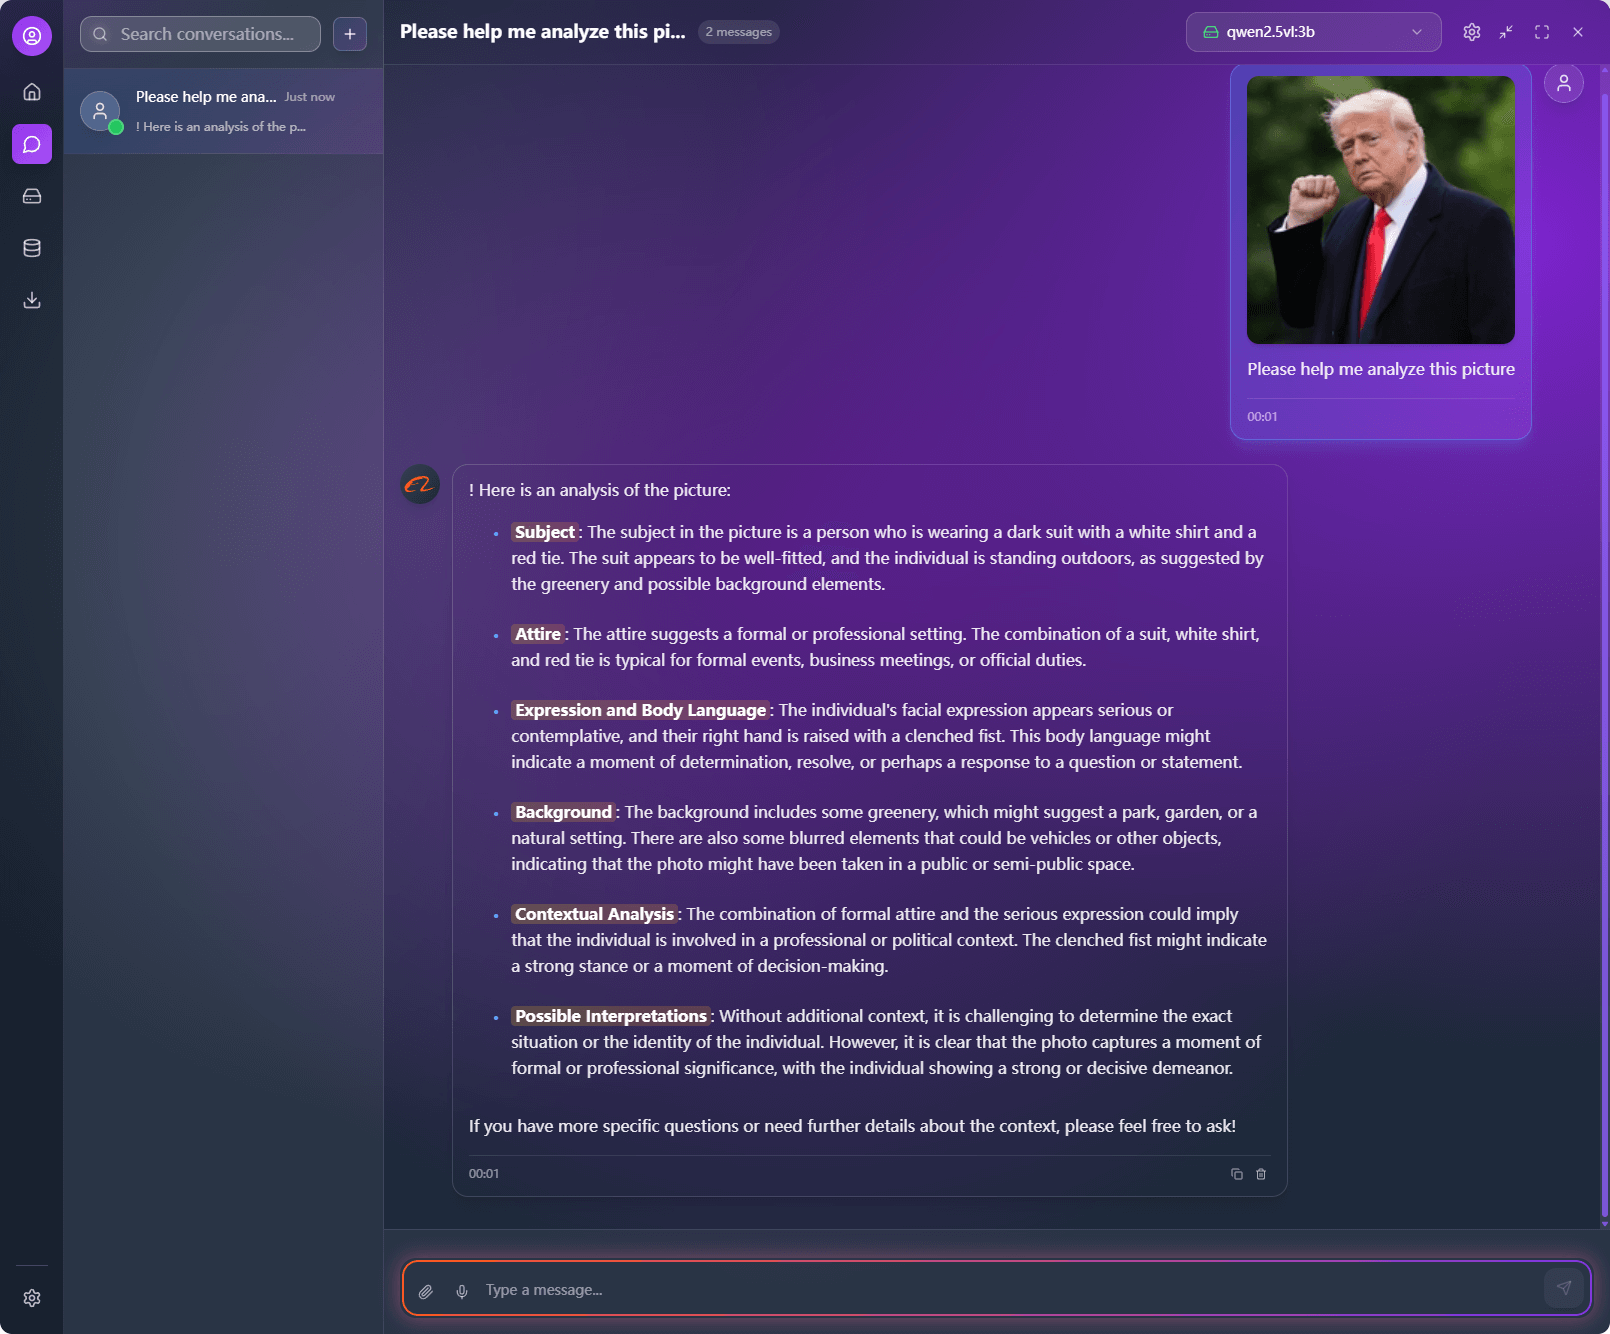 Search conversations...
Please help me ana... Just now
! Here is an analysis of the p...
Please help me analyze this pi... 2 messages
qwen2.5vl:3b
Please help me analyze this picture
00:01
! Here is an analysis of the picture:
Subject: The subject in the picture is a person who is wearing a dark suit with a white shirt and a
red tie. The suit appears to be well-fitted, and the individual is standing outdoors, as suggested by
the greenery and possible background elements.
Attire: The attire suggests a formal or professional setting. The combination of a suit, white shirt,
and red tie is typical for formal events, business meetings, or official duties.
Expression and Body Language: The individual's facial expression appears serious or
contemplative, and their right hand is raised with a clenched fist. This body language might
indicate a moment of determination, resolve, or perhaps a response to a question or statement.
Background: The background includes some greenery, which might suggest a park, garden, or a
natural setting. There are also some blurred elements that could be vehicles or other objects,
indicating that the photo might have been taken in a public or semi-public space.
Contextual Analysis: The combination of formal attire and the serious expression could imply
that the individual is involved in a professional or political context. The clenched fist might indicate
a strong stance or a moment of decision-making.
Possible Interpretations: Without additional context, it is challenging to determine the exact
situation or the identity of the individual. However, it is clear that the photo captures a moment of
formal or professional significance, with the individual showing a strong or decisive demeanor.
If you have more specific questions or need further details about the context, please feel free to ask!
00:01
Type a message...